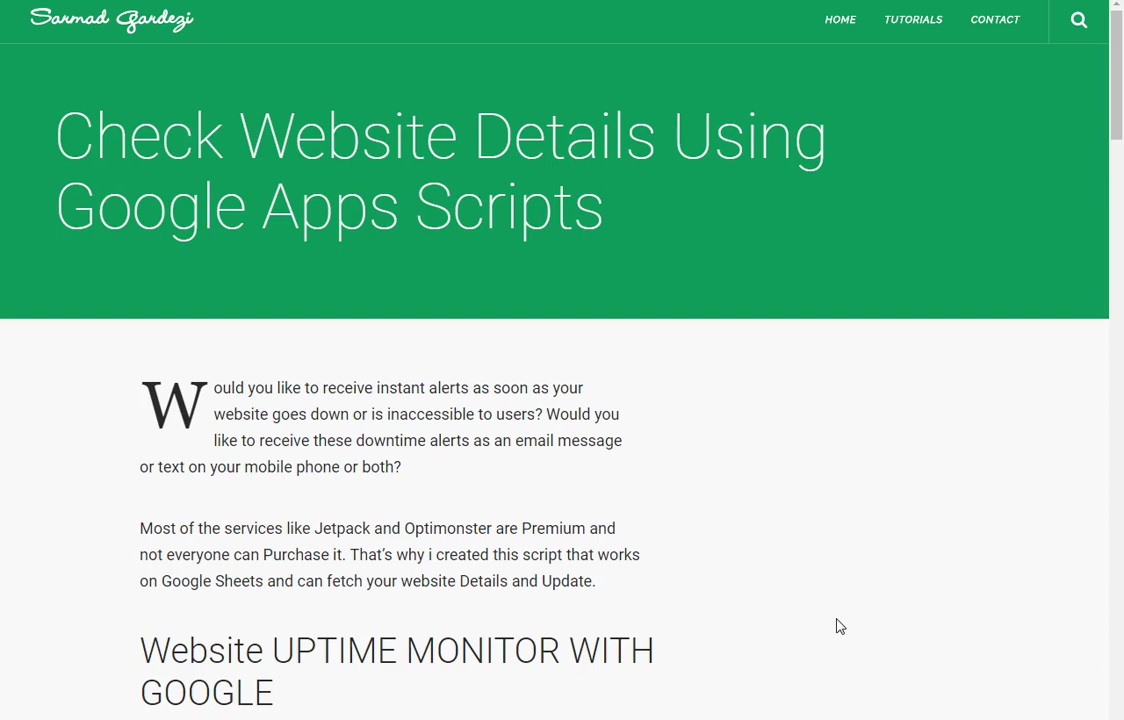 Sarmad Gardezi
HOME TUTORIALS CONTACT
Check Website Details Using
Google Apps Scripts
Would you like to receive instant alerts as soon as your
website goes down or is inaccessible to users? Would you
like to receive these downtime alerts as an email message
or text on your mobile phone or both?
Most of the services like Jetpack and Optimonster are Premium and
not everyone can Purchase it. That’s why i created this script that works
on Google Sheets and can fetch your website Details and Update.
Website UPTIME MONITOR WITH
GOOGLE